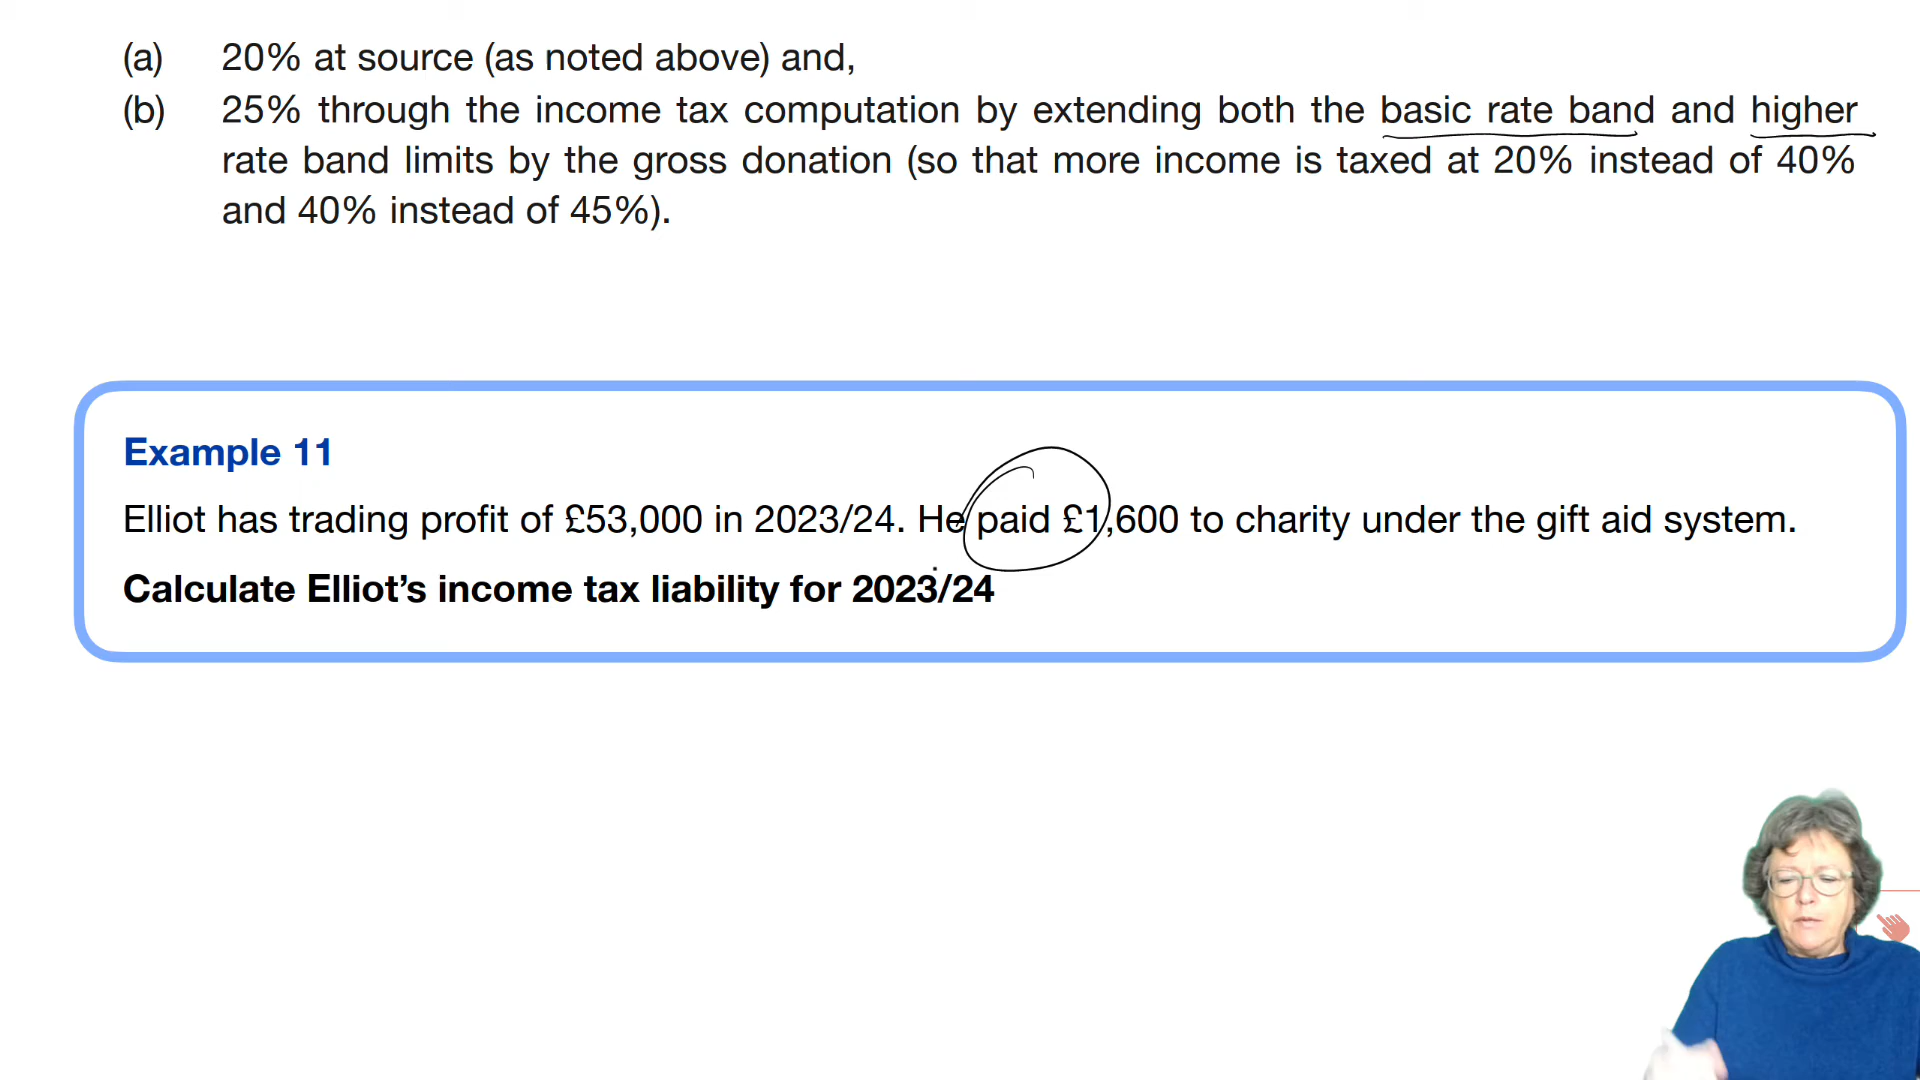 (a) 20% at source (as noted above) and,
(b) 25% through the income tax computation by extending both the basic rate band and higher
rate band limits by the gross donation (so that more income is taxed at 20% instead of 40%
and 40% instead of 45%).
Example 11
Elliot has trading profit of £53,000 in 2023/24. He paid £1,600 to charity under the gift aid system.
Calculate Elliot’s income tax liability for 2023/24